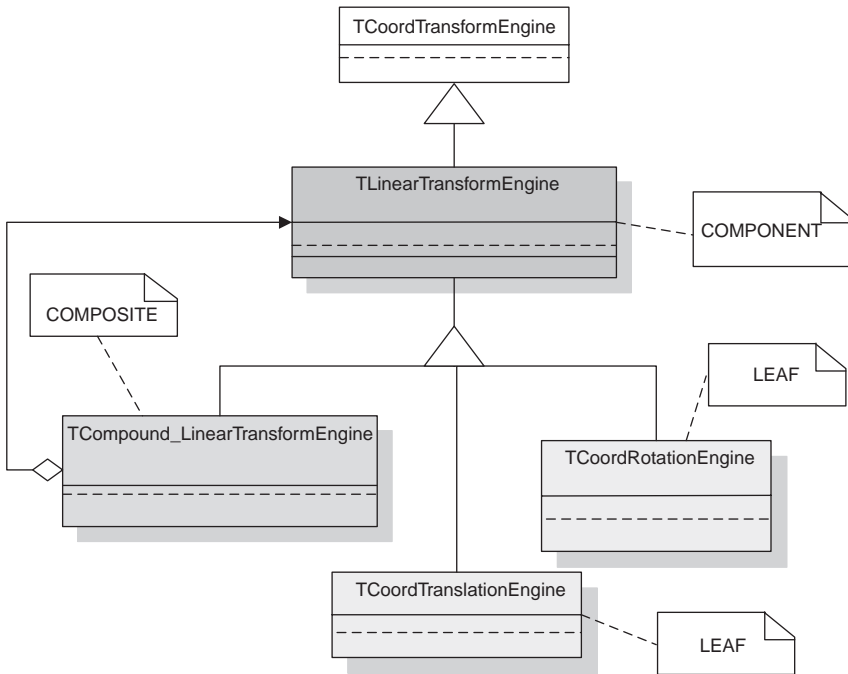 TCoordTransformEngine
TLinearTransformEngine
COMPONENT
COMPOSITE
LEAF
TCompound_LinearTransformEngine
TCoordRotationEngine
TCoordTranslationEngine
LEAF